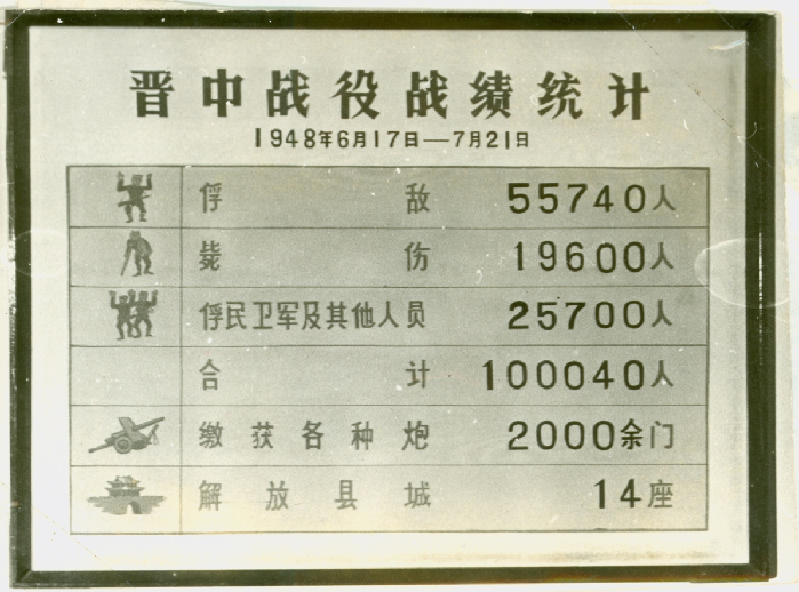 晋中战役战绩统计
1948年6月17日—7月21日
俘敌 55740人
毙伤 19600人
俘民卫军及其他人员 25700人
合计 100040人
缴获各种炮 2000余门
解放县城 14座